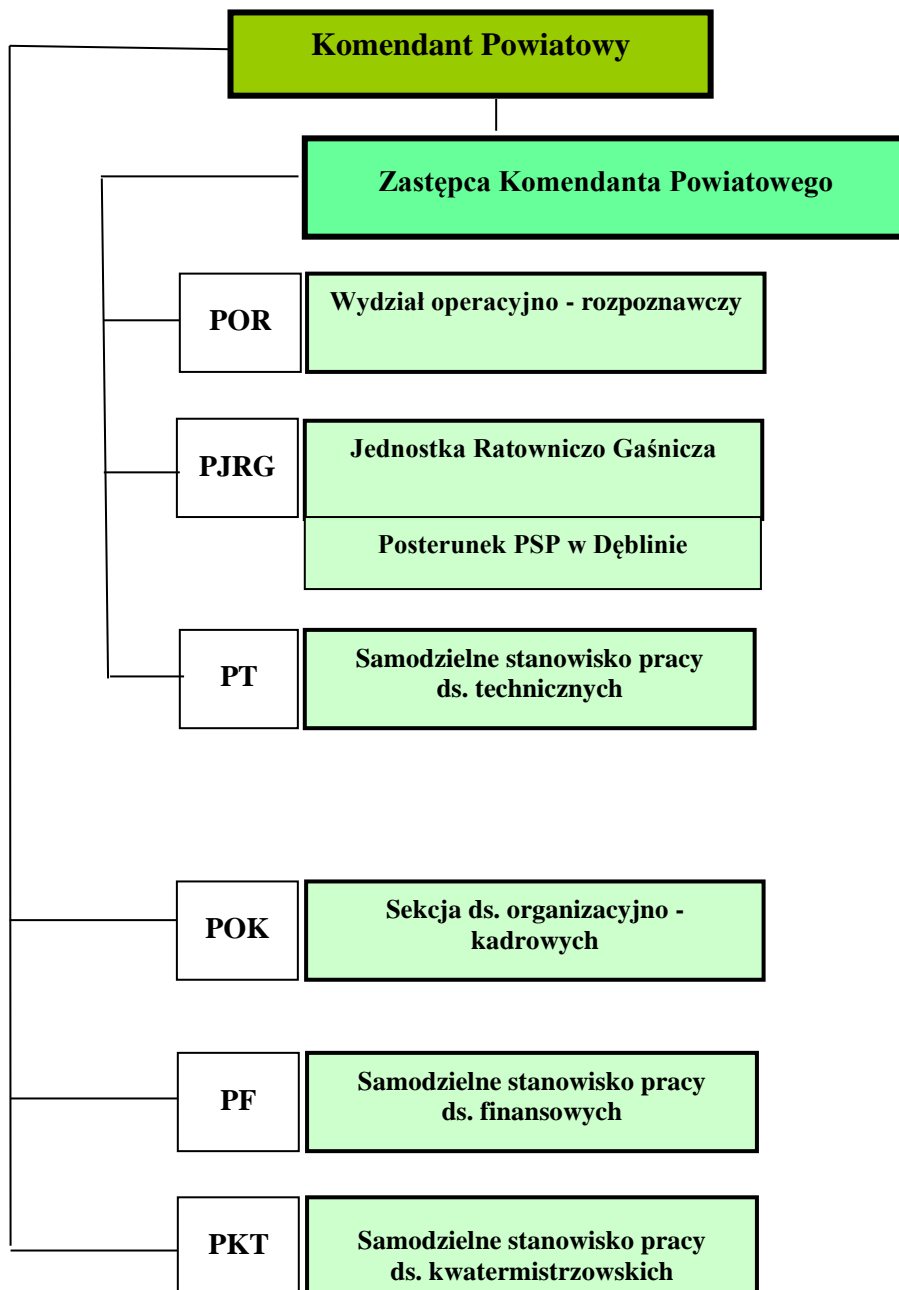 Komendant Powiatowy
Zastępca Komendanta Powiatowego
POR
Wydział operacyjno - rozpoznawczy
PJRG
Jednostka Ratowniczo Gaśnicza
Posterunek PSP w Dęblinie
PT
Samodzielne stanowisko pracy
ds. technicznych
POK
Sekcja ds. organizacyjno -
kadrowych
PF
Samodzielne stanowisko pracy
ds. finansowych
PKT
Samodzielne stanowisko pracy
ds. kwatermistrzowskich